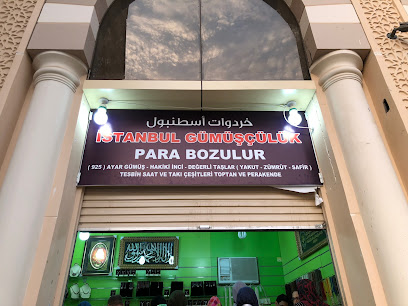 خردوات أسطنبول
İSTANBUL GÜMÜŞÇÜLÜK
PARA BOZULUR
( 925 ) AYAR GÜMÜŞ - HAKİKİ İNCİ - DEĞERLİ TAŞLAR ( YAKUT - ZÜMRÜT - SAFİR )
TESBİH SAAT VE TAKI ÇEŞİTLERİ TOPTAN VE PERAKENDE